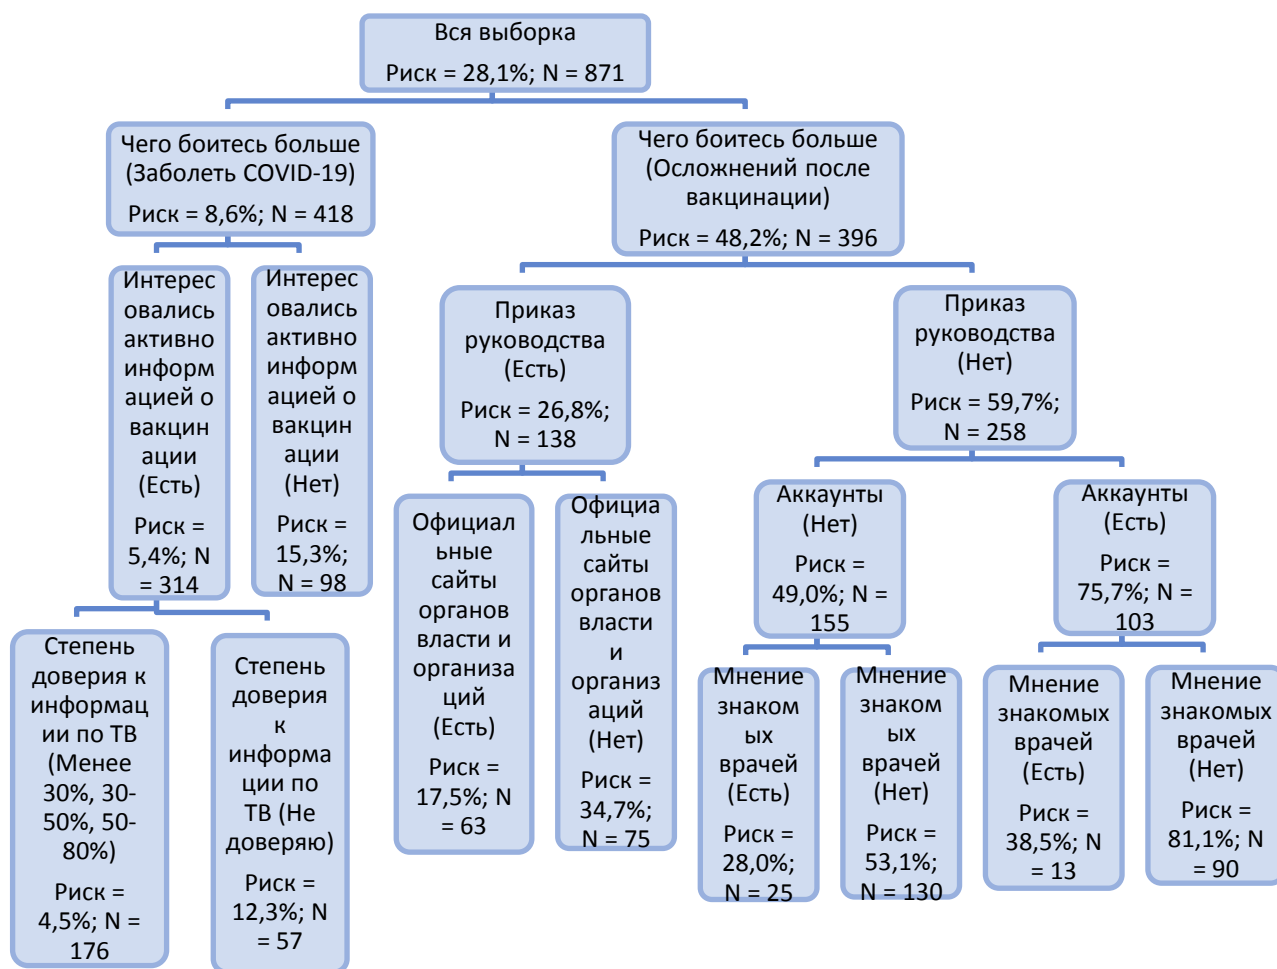 Вся выборка
Риск = 28,1%; N = 871
Чего боитесь больше
(Заболеть COVID-19)
Риск = 8,6%; N = 418
Чего боитесь больше
(Осложнений после
вакцинации)
Риск = 48,2%; N = 396
Интерес
овались
активно
информ
ацией о
вакцин
ации
(Есть)
Риск =
5,4%; N
= 314
Интерес
овались
активно
информ
ацией о
вакцин
ации
(Нет)
Риск =
15,3%;
N = 98
Приказ
руководства
(Есть)
Риск = 26,8%;
N = 138
Приказ
руководства
(Нет)
Риск = 59,7%;
N = 258
Степень
доверия к
информац
ии по ТВ
(Менее
30%, 30-
50%, 50-
80%)
Риск =
4,5%; N =
176
Степень
доверия
к
информа
ции по
ТВ (Не
доверяю)
Риск =
12,3%; N
= 57
Официал
ьные
сайты
органов
власти и
организа
ций
(Есть)
Риск =
17,5%; N
= 63
Официа
льные
сайты
органов
власти
и
организ
аций
(Нет)
Риск =
34,7%;
N = 75
Аккаунты
(Нет)
Риск =
49,0%; N =
155
Аккаунты
(Есть)
Риск =
75,7%; N =
103
Мнение
знаком
ых
врачей
(Есть)
Риск =
28,0%;
N = 25
Мнение
знаком
ых
врачей
(Нет)
Риск =
53,1%;
N = 130
Мнение
знакомых
врачей
(Есть)
Риск =
38,5%; N
= 13
Мнение
знакомых
врачей
(Нет)
Риск =
81,1%; N
= 90